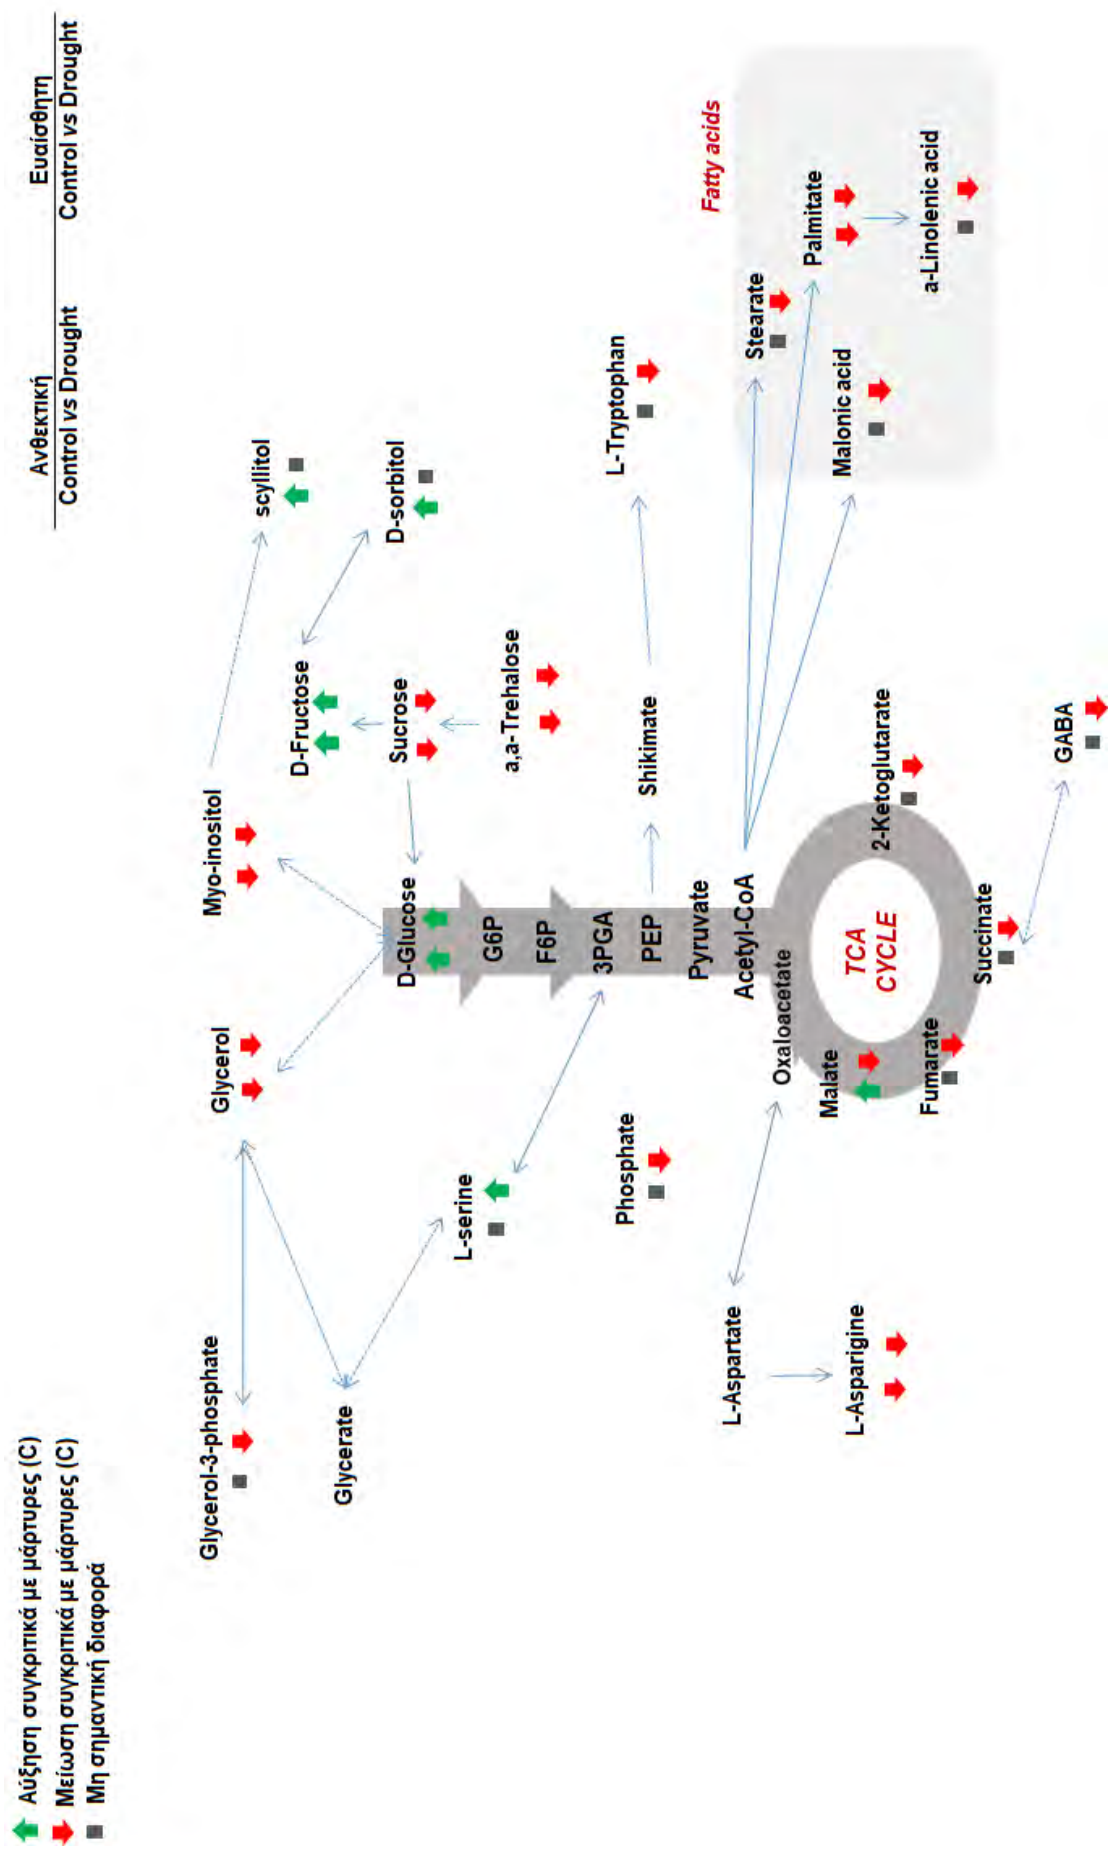 Αύξηση συγκριτικά με μάρτυρες (C)
Μείωση συγκριτικά με μάρτυρες (C)
Μη σημαντική διαφορά
Ανθεκτική
Control vs Drought
Ευαίσθητη
Control vs Drought
Glycerol-3-phosphate
Glycerol
Myo-inositol
scyllitol
Glycerate
D-Fructose
D-sorbitol
L-serine
D-Glucose
Sucrose
G6P
a,a-Trehalose
F6P
3PGA
Phosphate
PEP
Shikimate
L-Tryptophan
Pyruvate
Fatty acids
L-Aspartate
Acetyl-CoA
Stearate
Oxaloacetate
Palmitate
L-Asparigine
Malate
TCA
CYCLE
2-Ketoglutarate
Malonic acid
Fumarate
a-Linolenic acid
Succinate
GABA